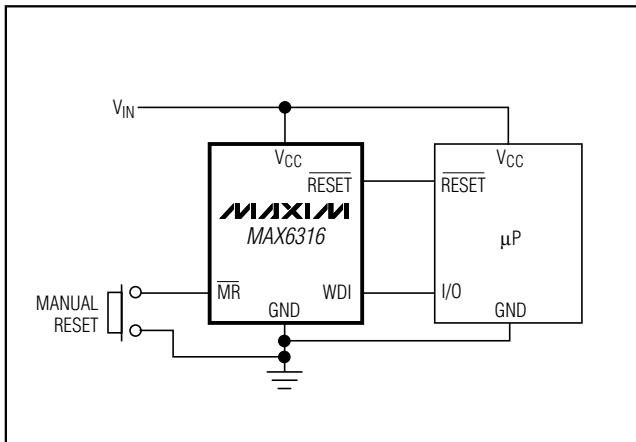 VIN
VCC
RESET
MAXIM
MAX6316
MR
WDI
GND
MANUAL
RESET
VCC
RESET
µP
I/O
GND